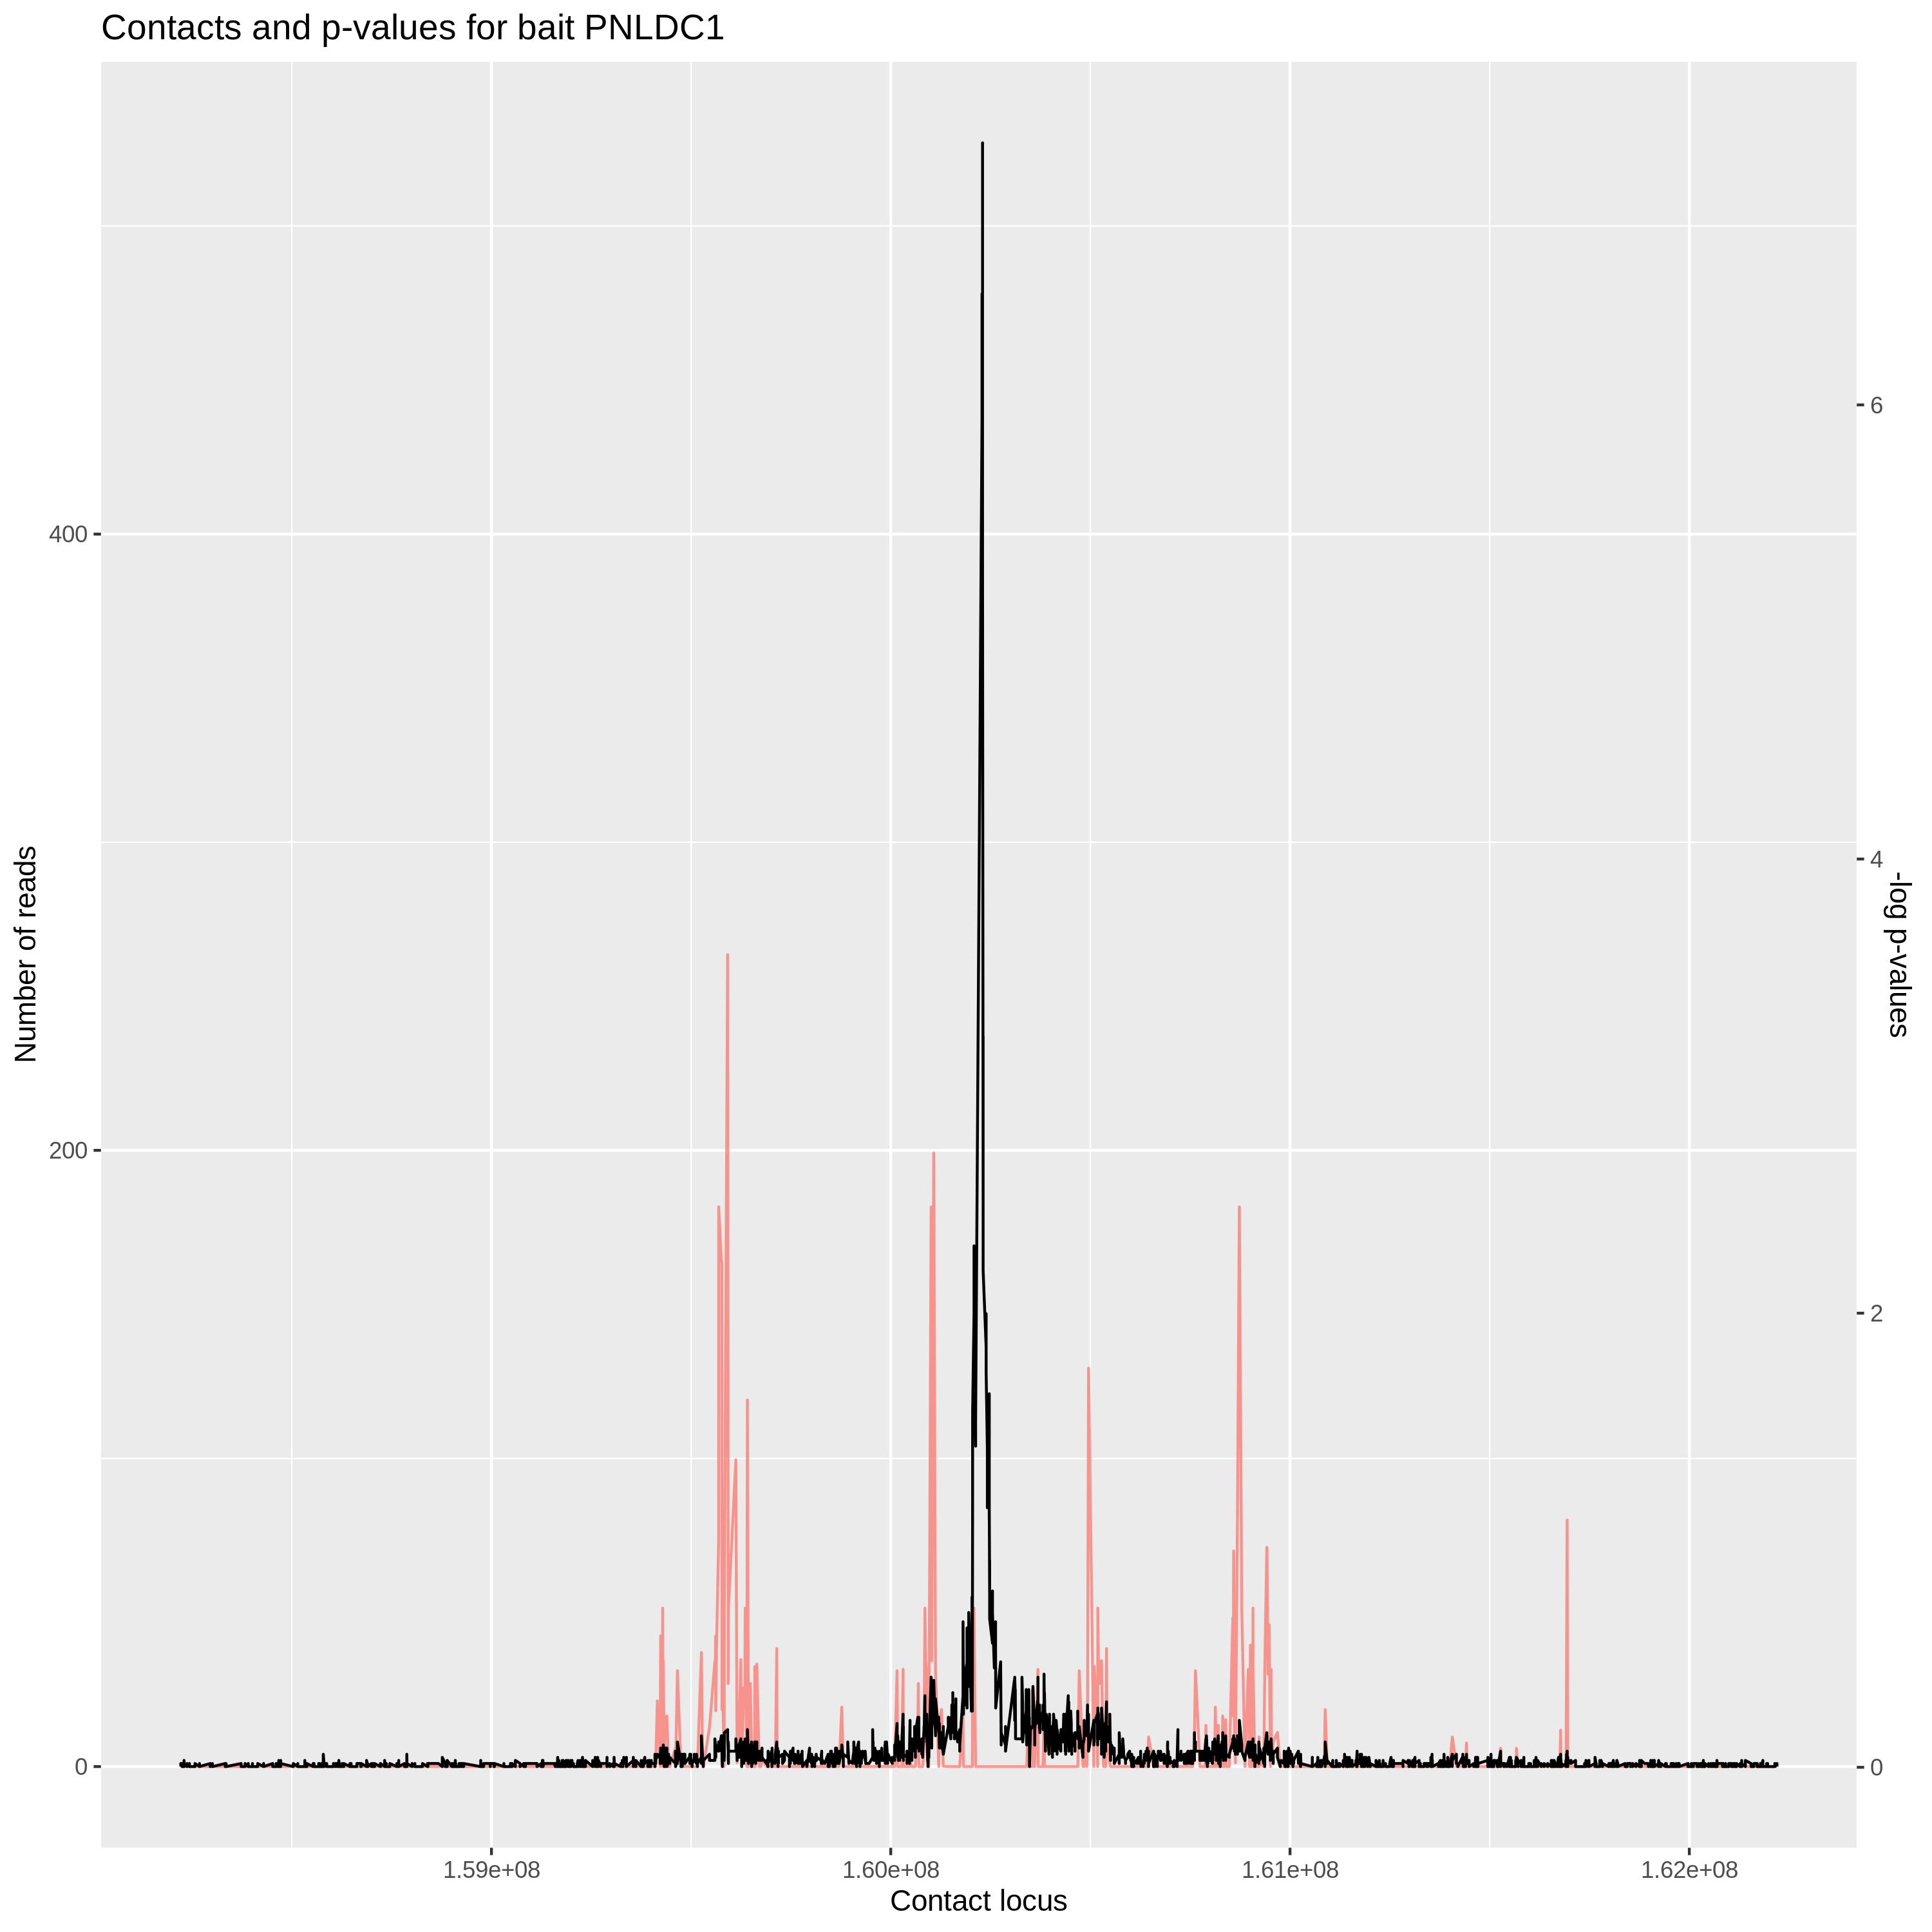 Contacts and p-values for bait PNLDC1
Number of reads
400
200
0
6
4
2
0
-log p-values
1.59e+08
1.60e+08
1.61e+08
1.62e+08
Contact locus